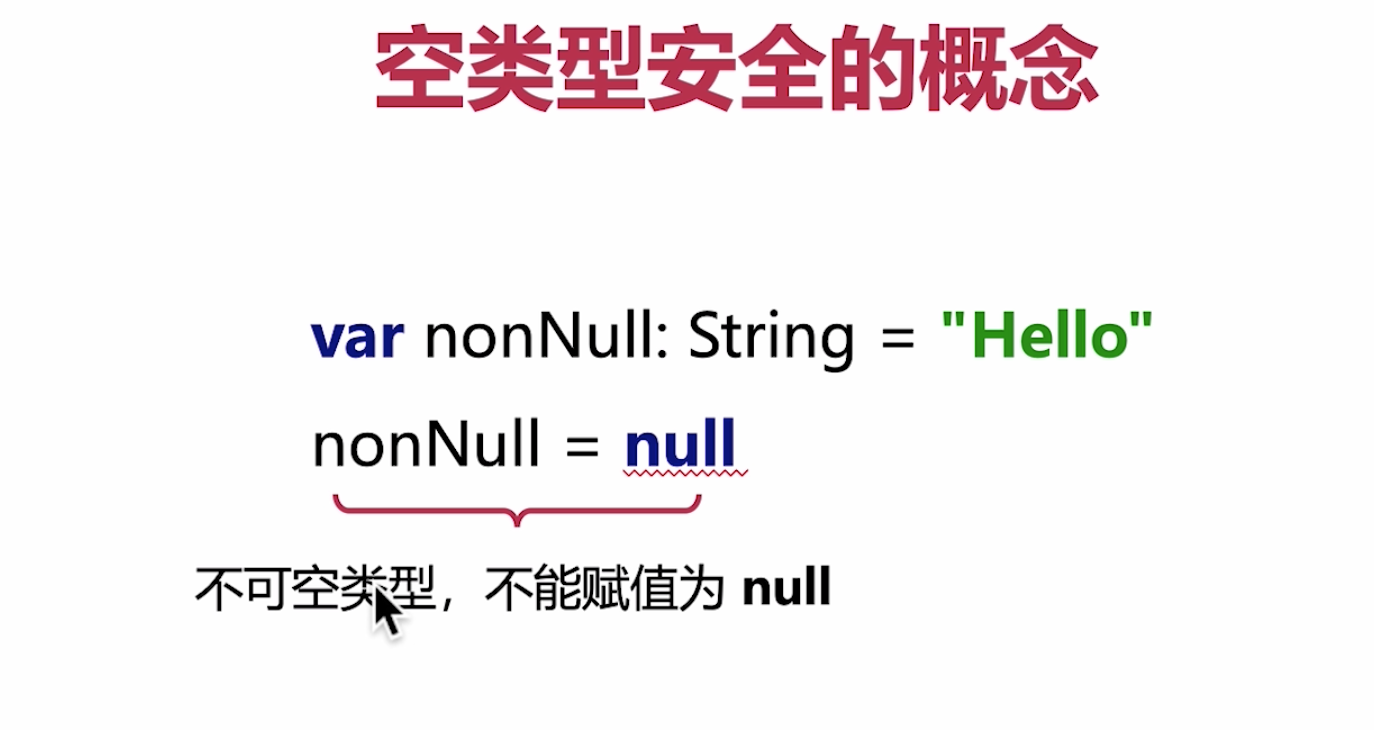 空类型安全的概念
var nonNull: String = "Hello"
nonNull = null
不可空类型，不能赋值为 null